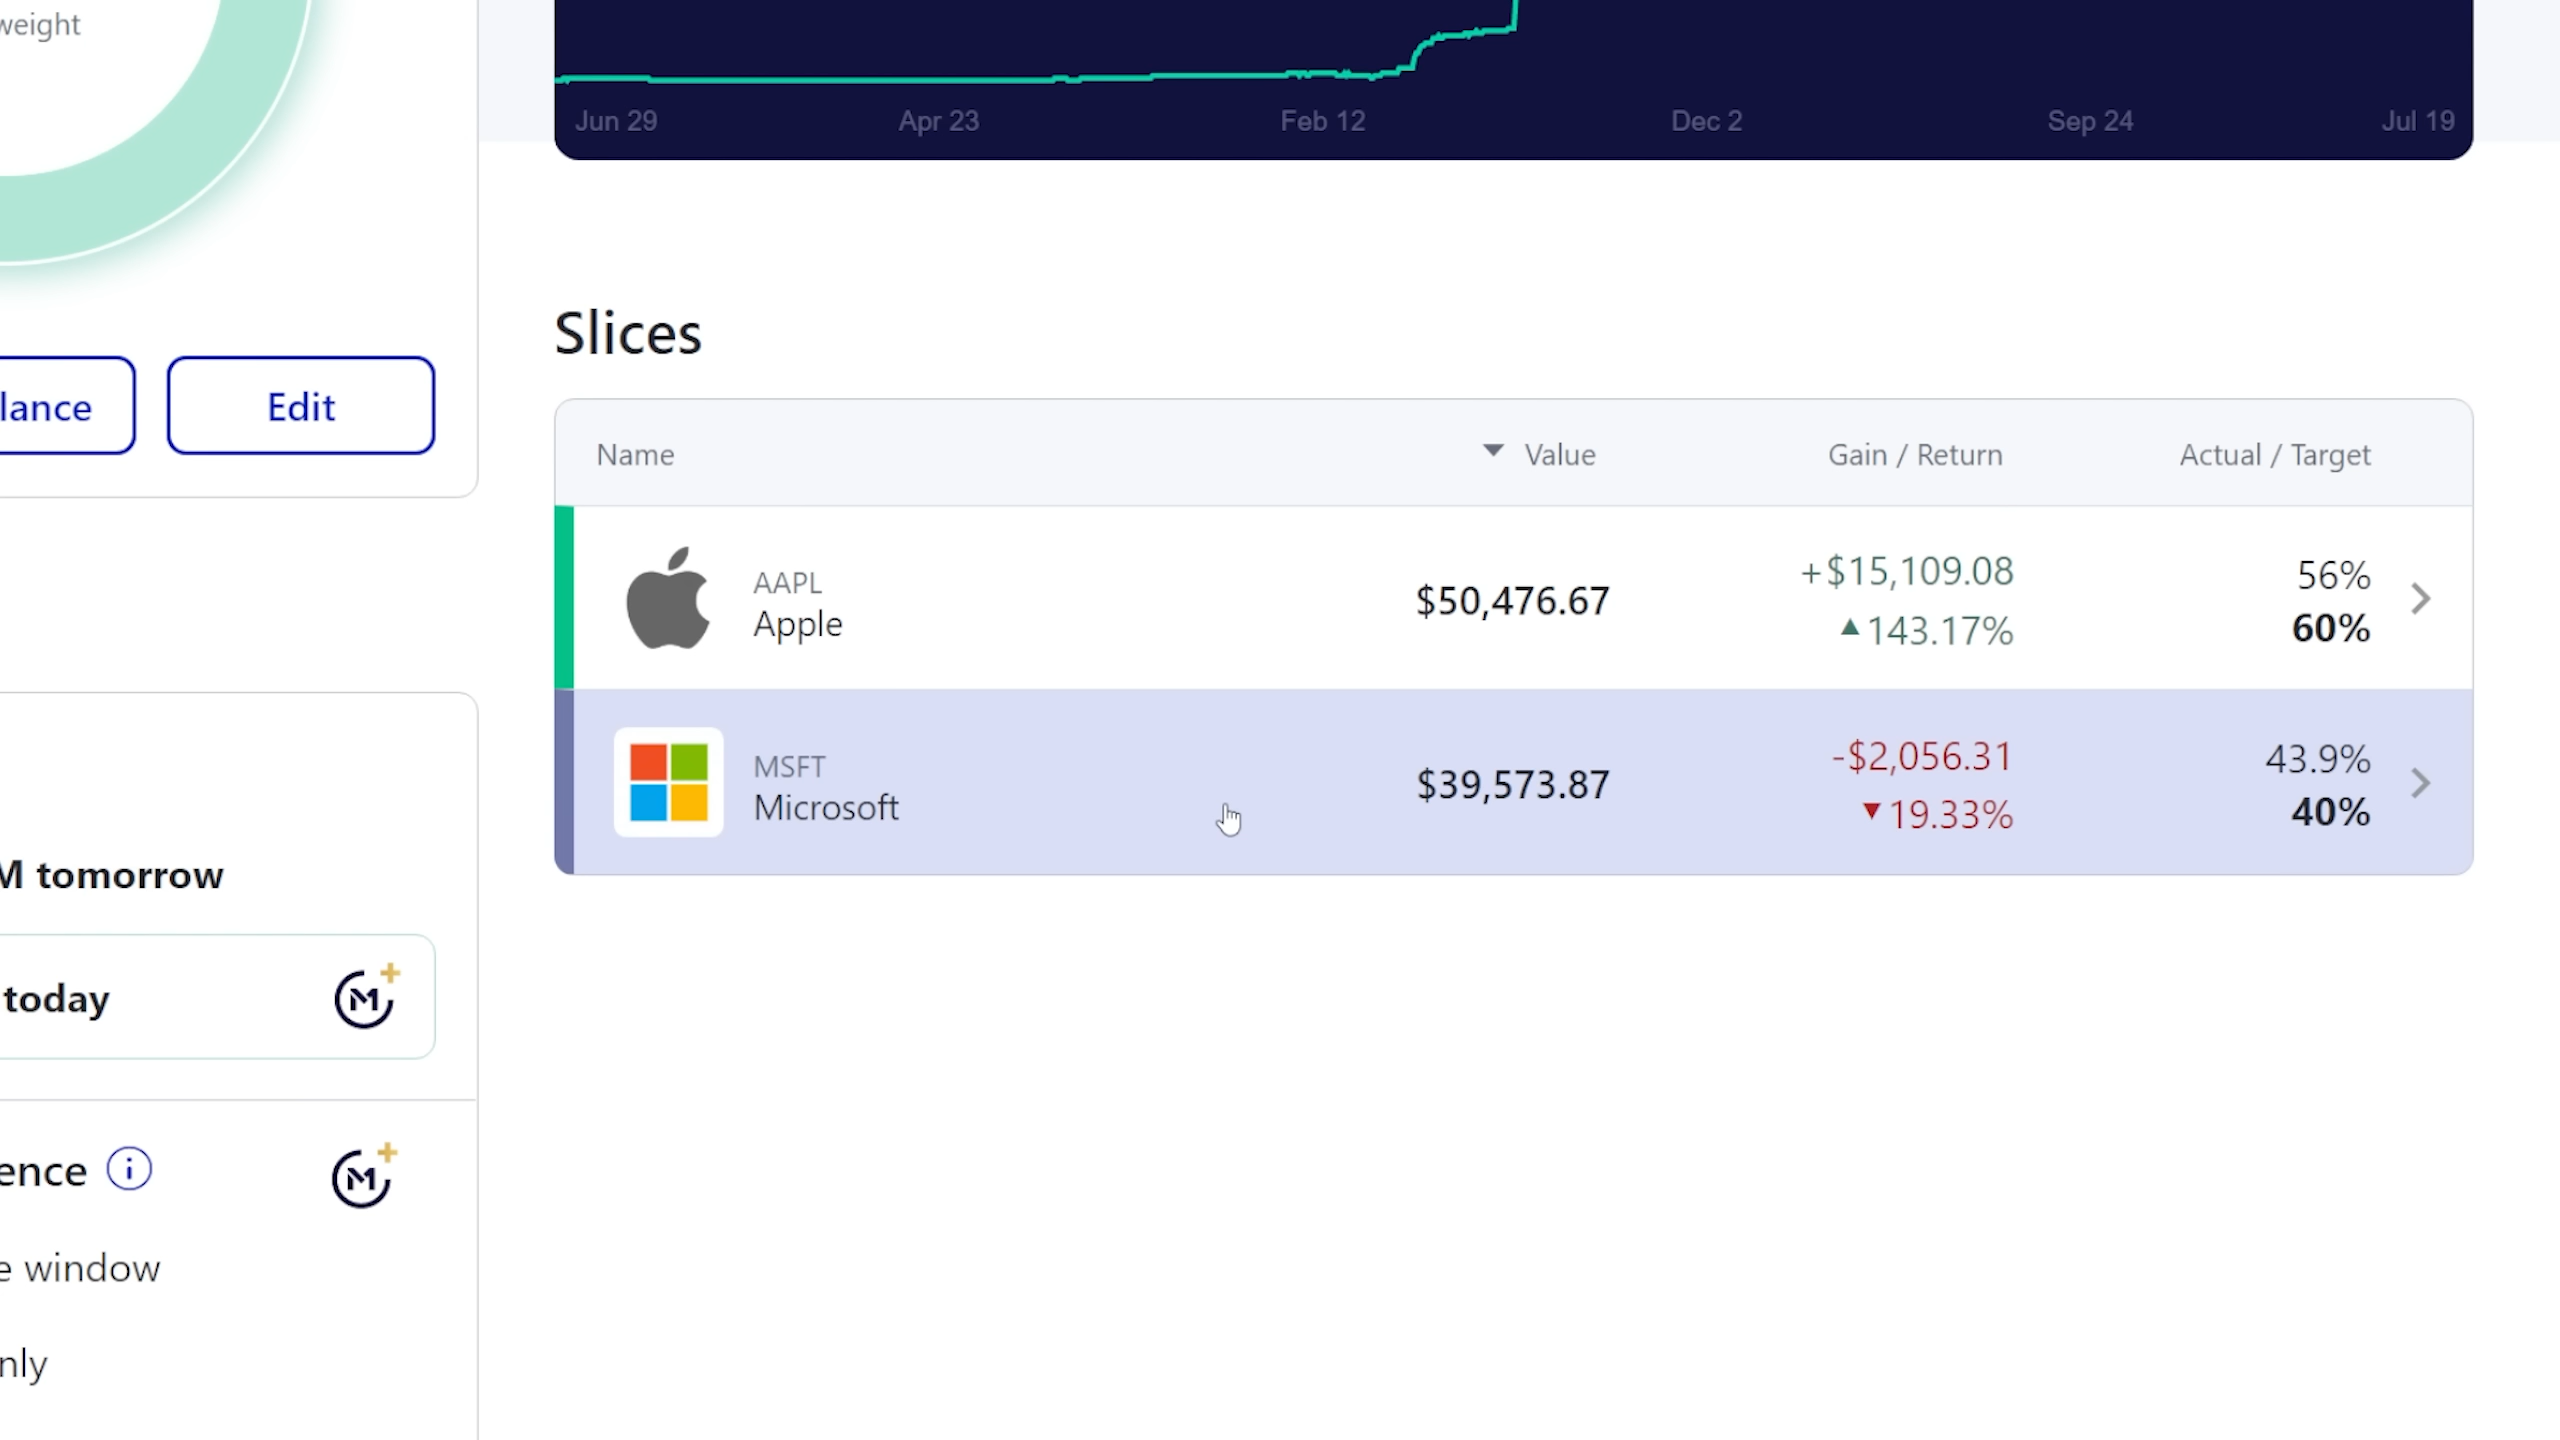 weight
Jun 29 Apr 23 Feb 12 Dec 2 Sep 24 Jul 19
Slices
lance
Edit
Name Value Gain / Return Actual / Target
AAPL
Apple
$50,476.67
+$15,109.08
143.17%
56%
60%
MSFT
Microsoft
$39,573.87
-$2,056.31
19.33%
43.9%
40%
M tomorrow
today
ence
e window
nly